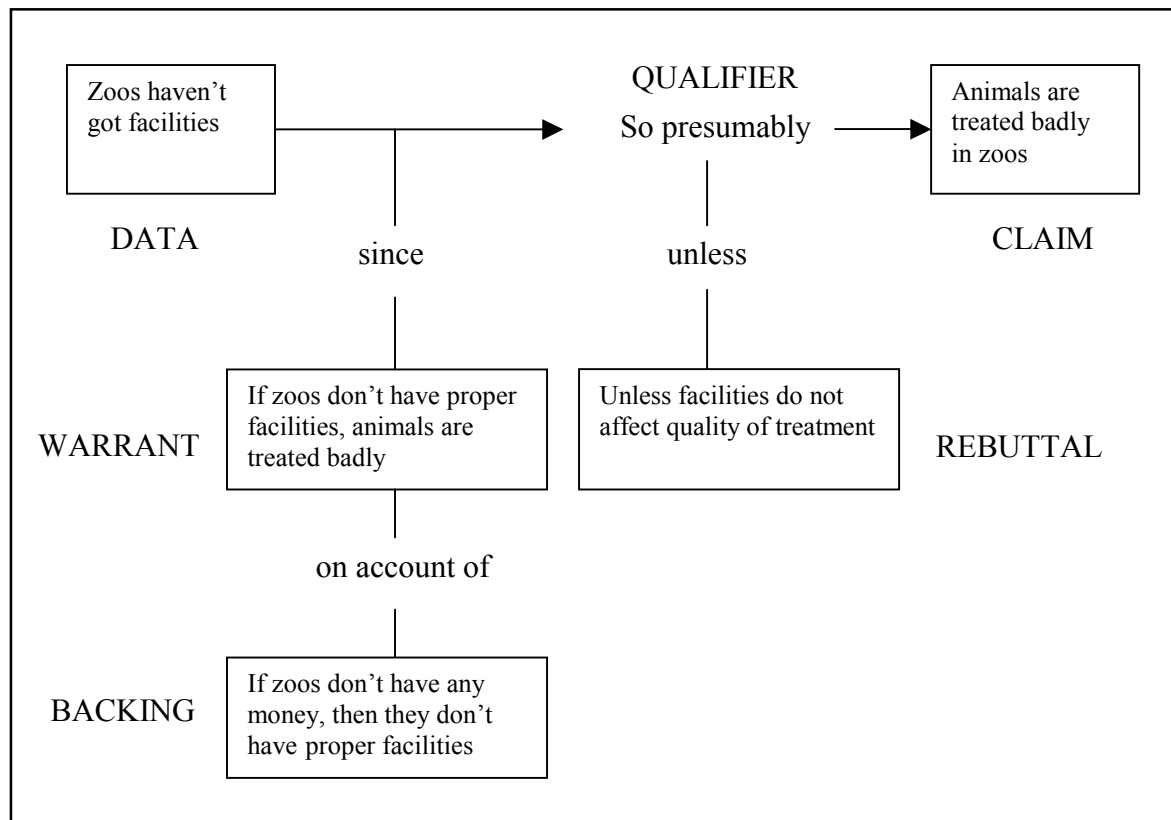 Zoos haven’t
got facilities
DATA
QUALIFIER
So presumably
Animals are
treated badly
in zoos
CLAIM
since
unless
WARRANT
If zoos don’t have proper
facilities, animals are
treated badly
Unless facilities do not
affect quality of treatment
REBUTTAL
on account of
BACKING
If zoos don’t have any
money, then they don’t
have proper facilities